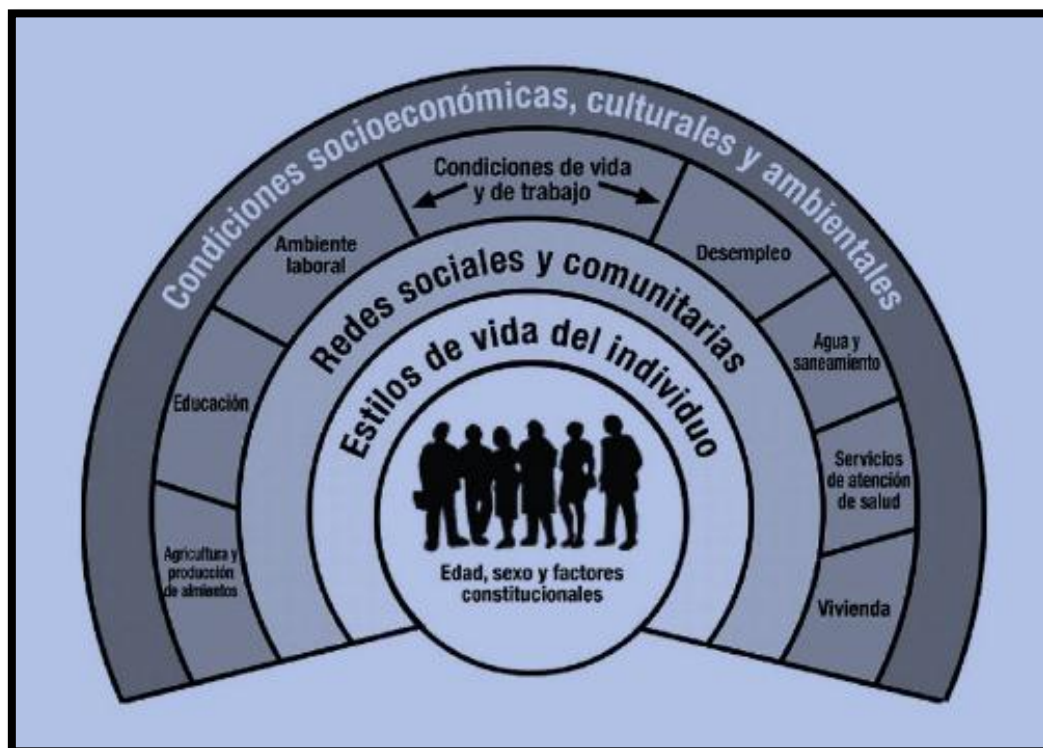 Condiciones socioeconómicas, culturales y ambientales
Condiciones de vida
y de trabajo
Ambiente
laboral
Desempleo
Educación
Agua y
saneamiento
Agricultura y
producción
de almientos
Servicios
de atención
de salud
Vivienda
Redes sociales y comunitarias
Estilos de vida del individuo
Edad, sexo y factores
constitucionales